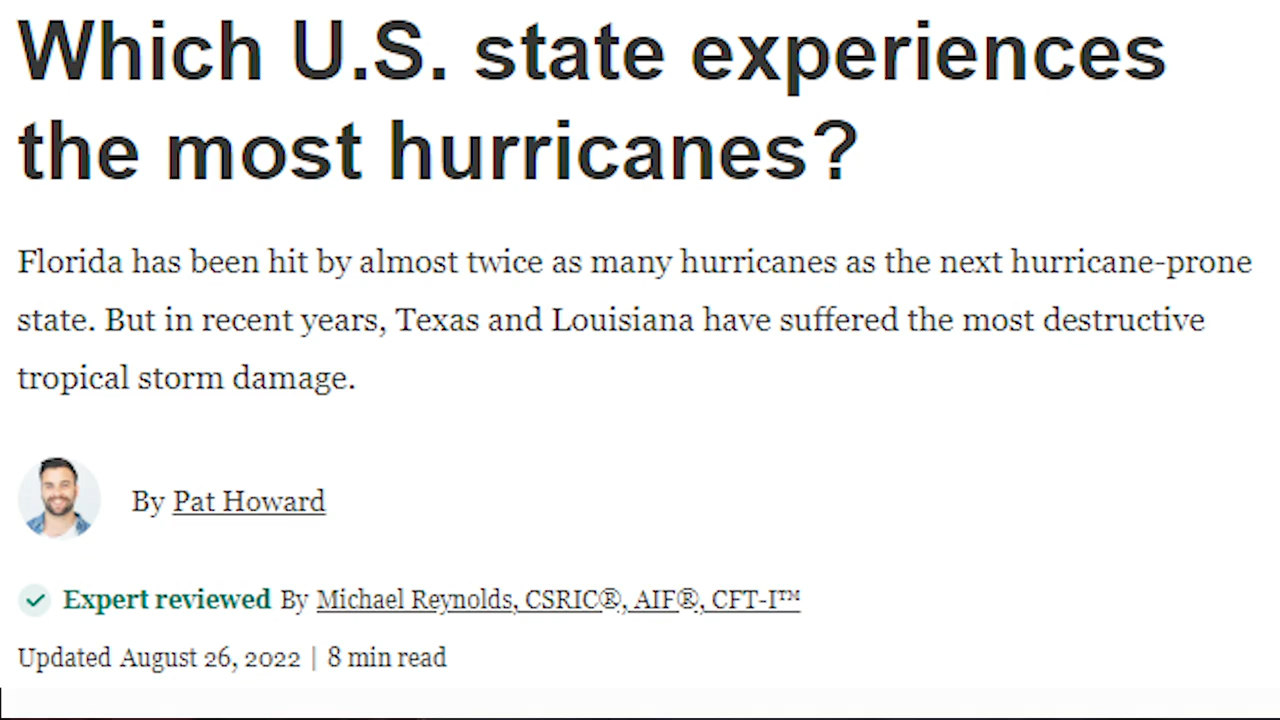 Which U.S. state experiences
the most hurricanes?
Florida has been hit by almost twice as many hurricanes as the next hurricane-prone
state. But in recent years, Texas and Louisiana have suffered the most destructive
tropical storm damage.
By Pat Howard
Expert reviewed By Michael Reynolds, CSRIC®, AIF®, CFT-I™
Updated August 26, 2022 | 8 min read